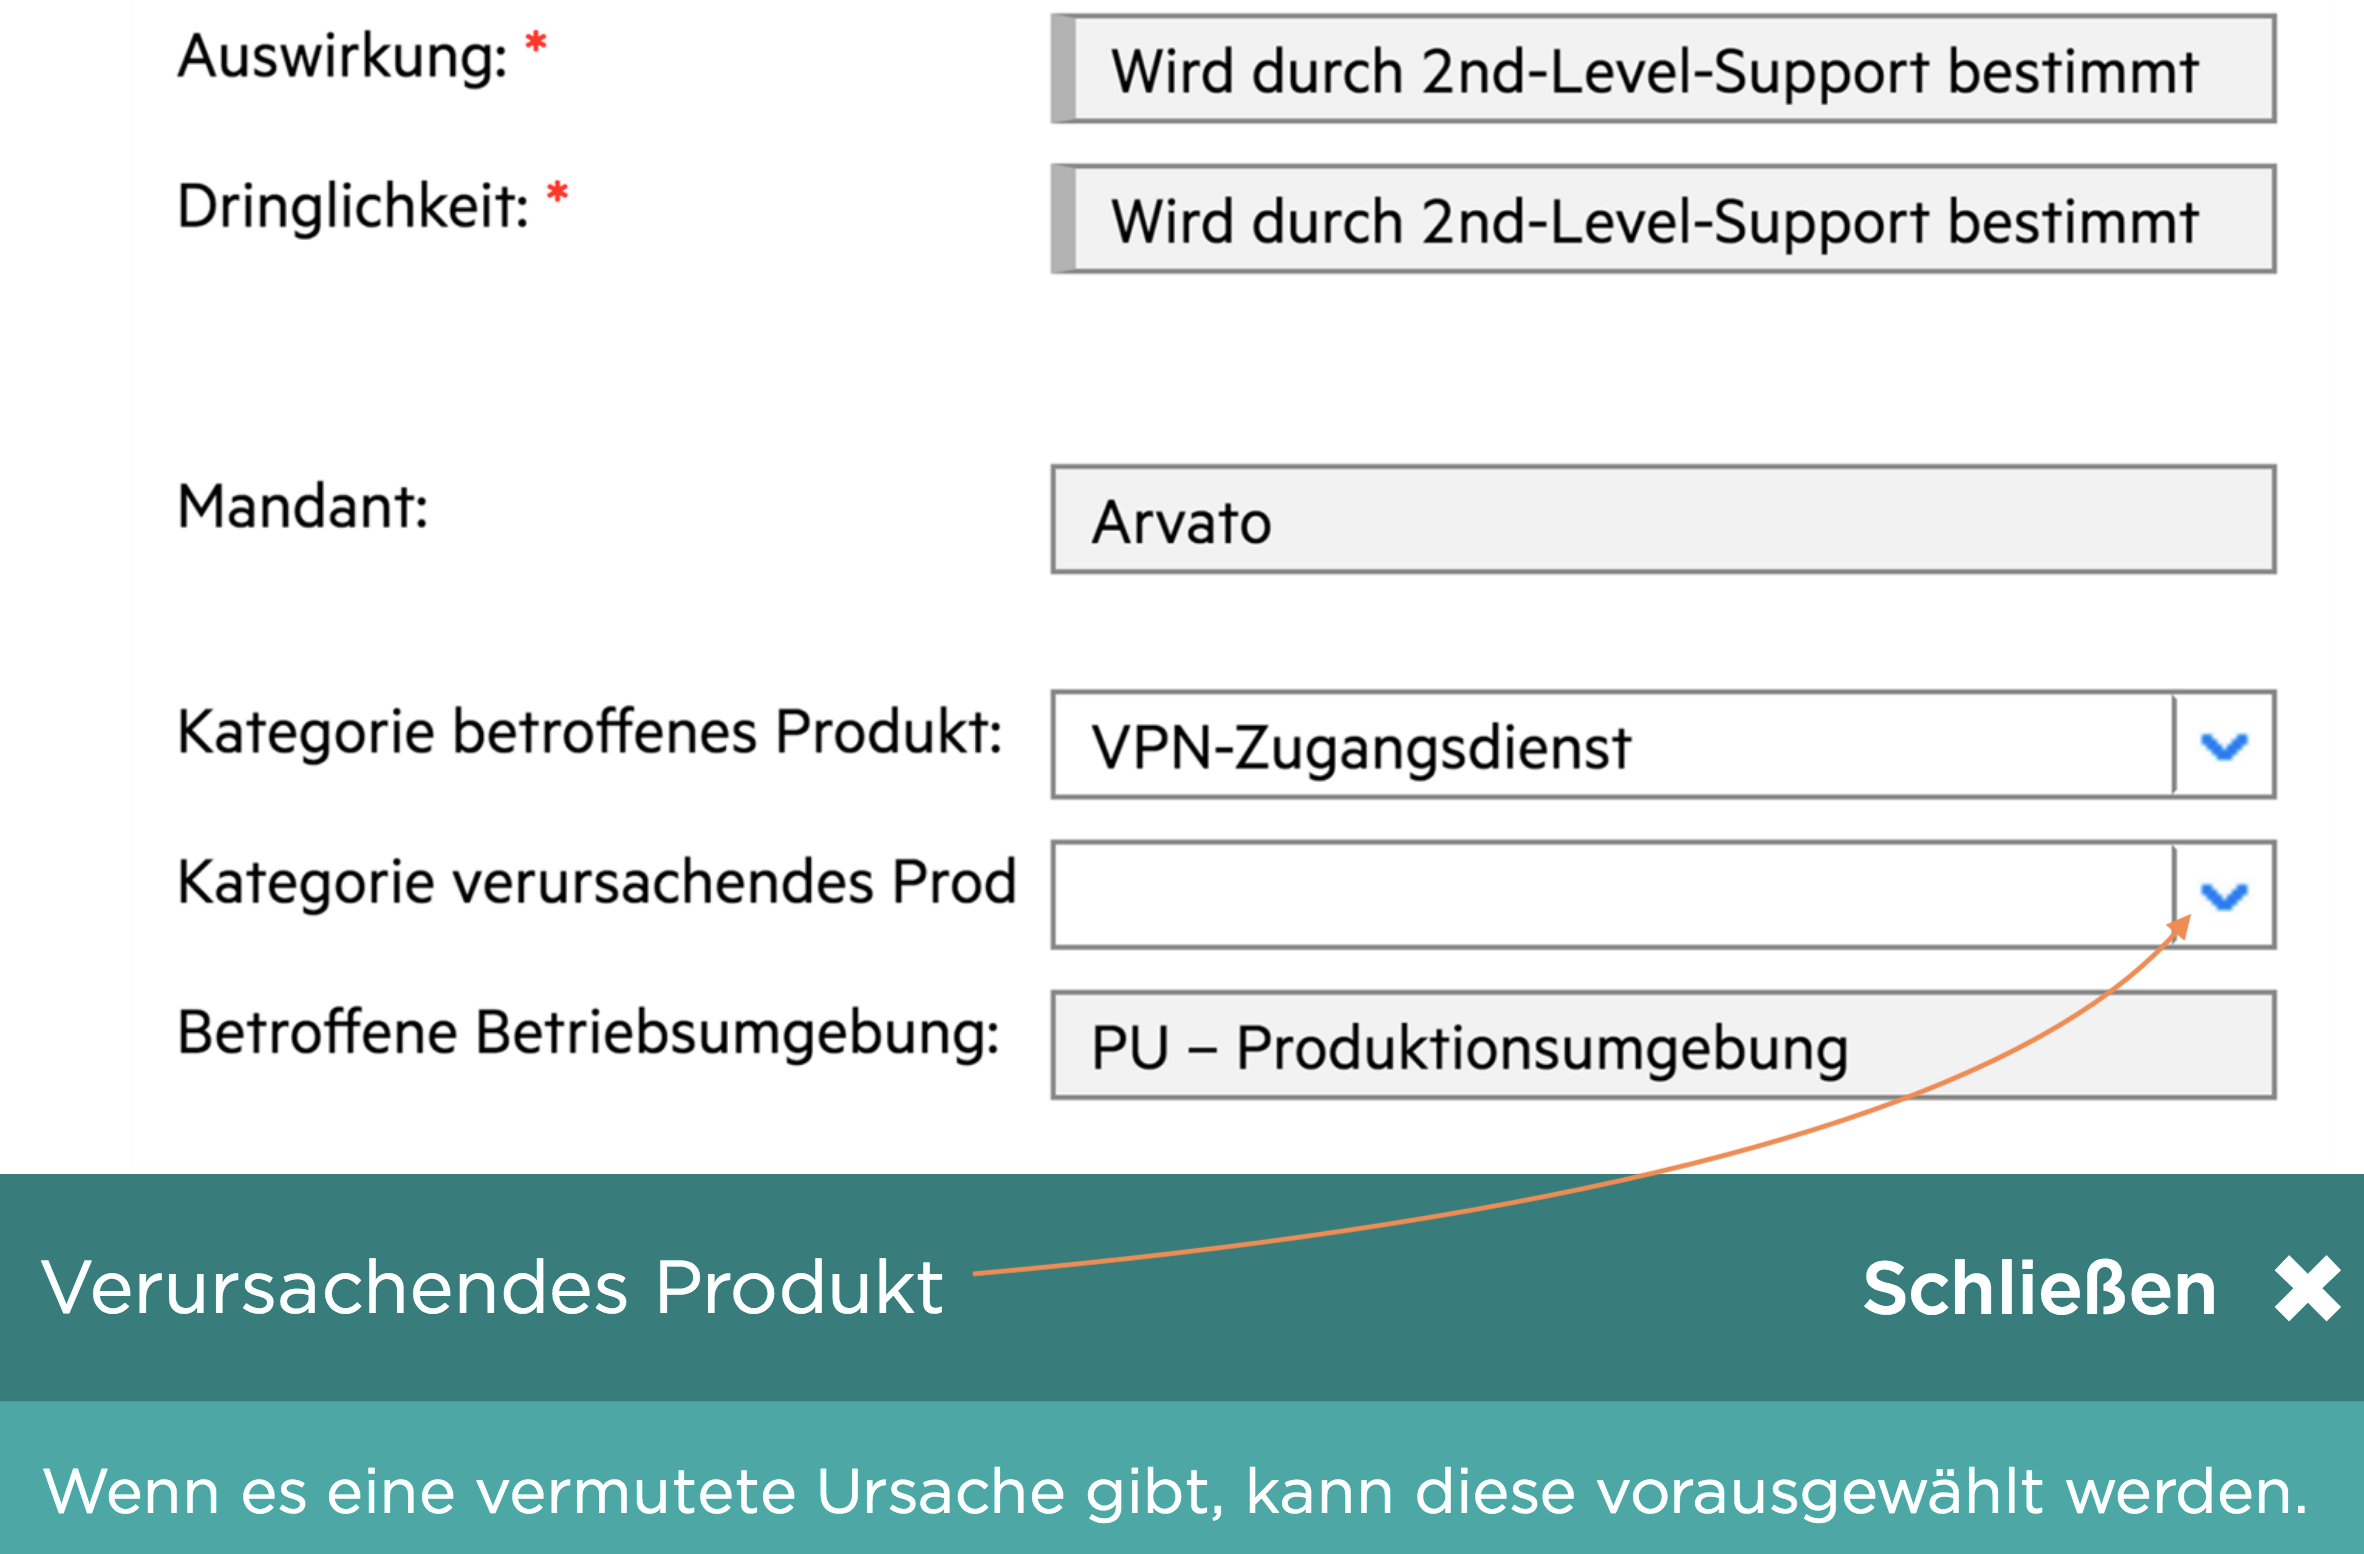 Auswirkung: * Wird durch 2nd-Level-Support bestimmt
Dringlichkeit: * Wird durch 2nd-Level-Support bestimmt
Mandant: Arvato
Kategorie betroffenes Produkt: VPN-Zugangsdienst
Kategorie verursachendes Prod
Betroffene Betriebsumgebung: PU – Produktionsumgebung
Verursachendes Produkt Schließen ✖
Wenn es eine vermutete Ursache gibt, kann diese vorausgewählt werden.